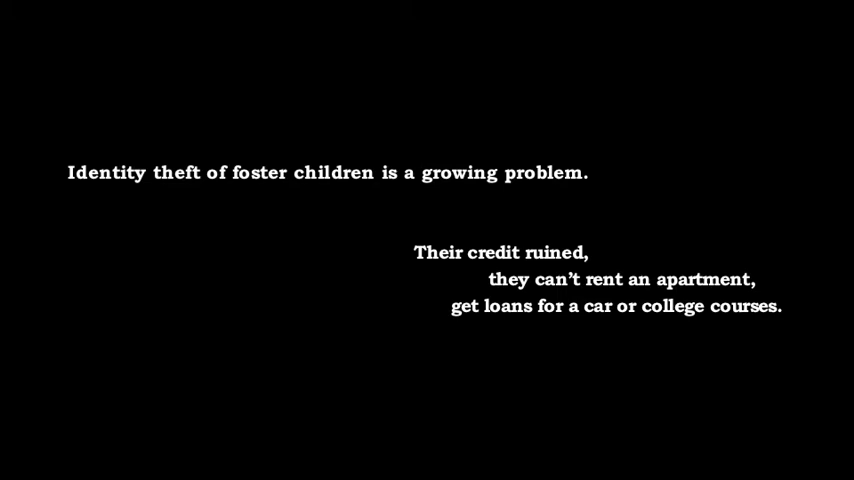 Identity theft of foster children is a growing problem.
Their credit ruined,
they can’t rent an apartment,
get loans for a car or college courses.